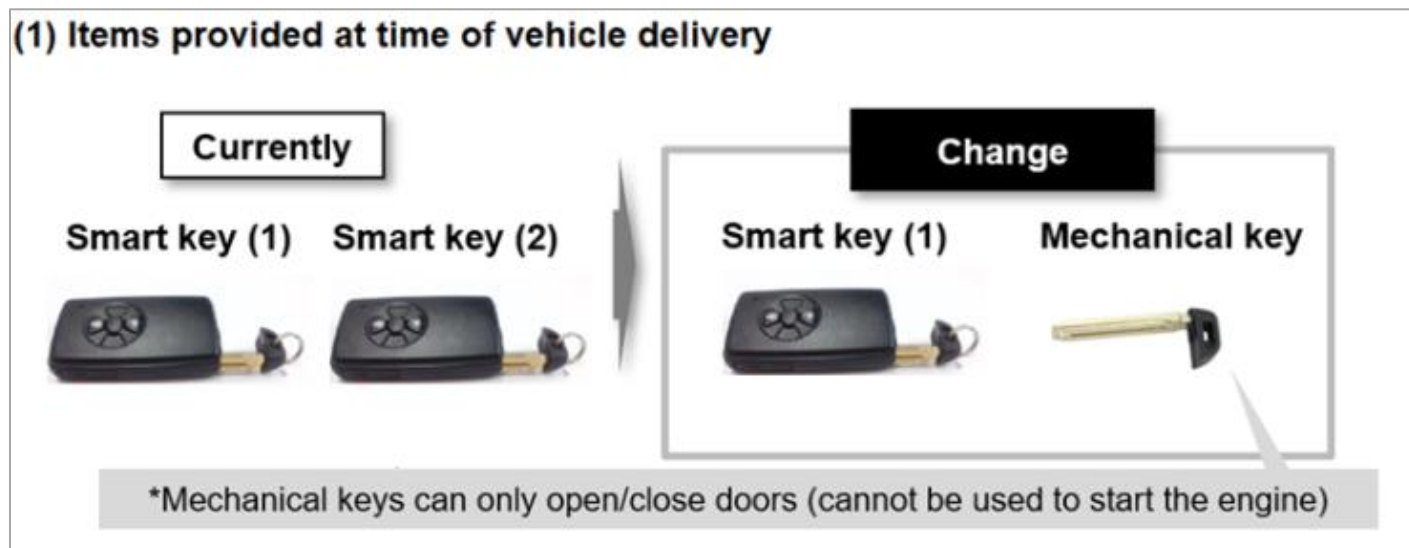 (1) Items provided at time of vehicle delivery
Currently
Change
Smart key (1)
Smart key (2)
Smart key (1)
Mechanical key
*Mechanical keys can only open/close doors (cannot be used to start the engine)